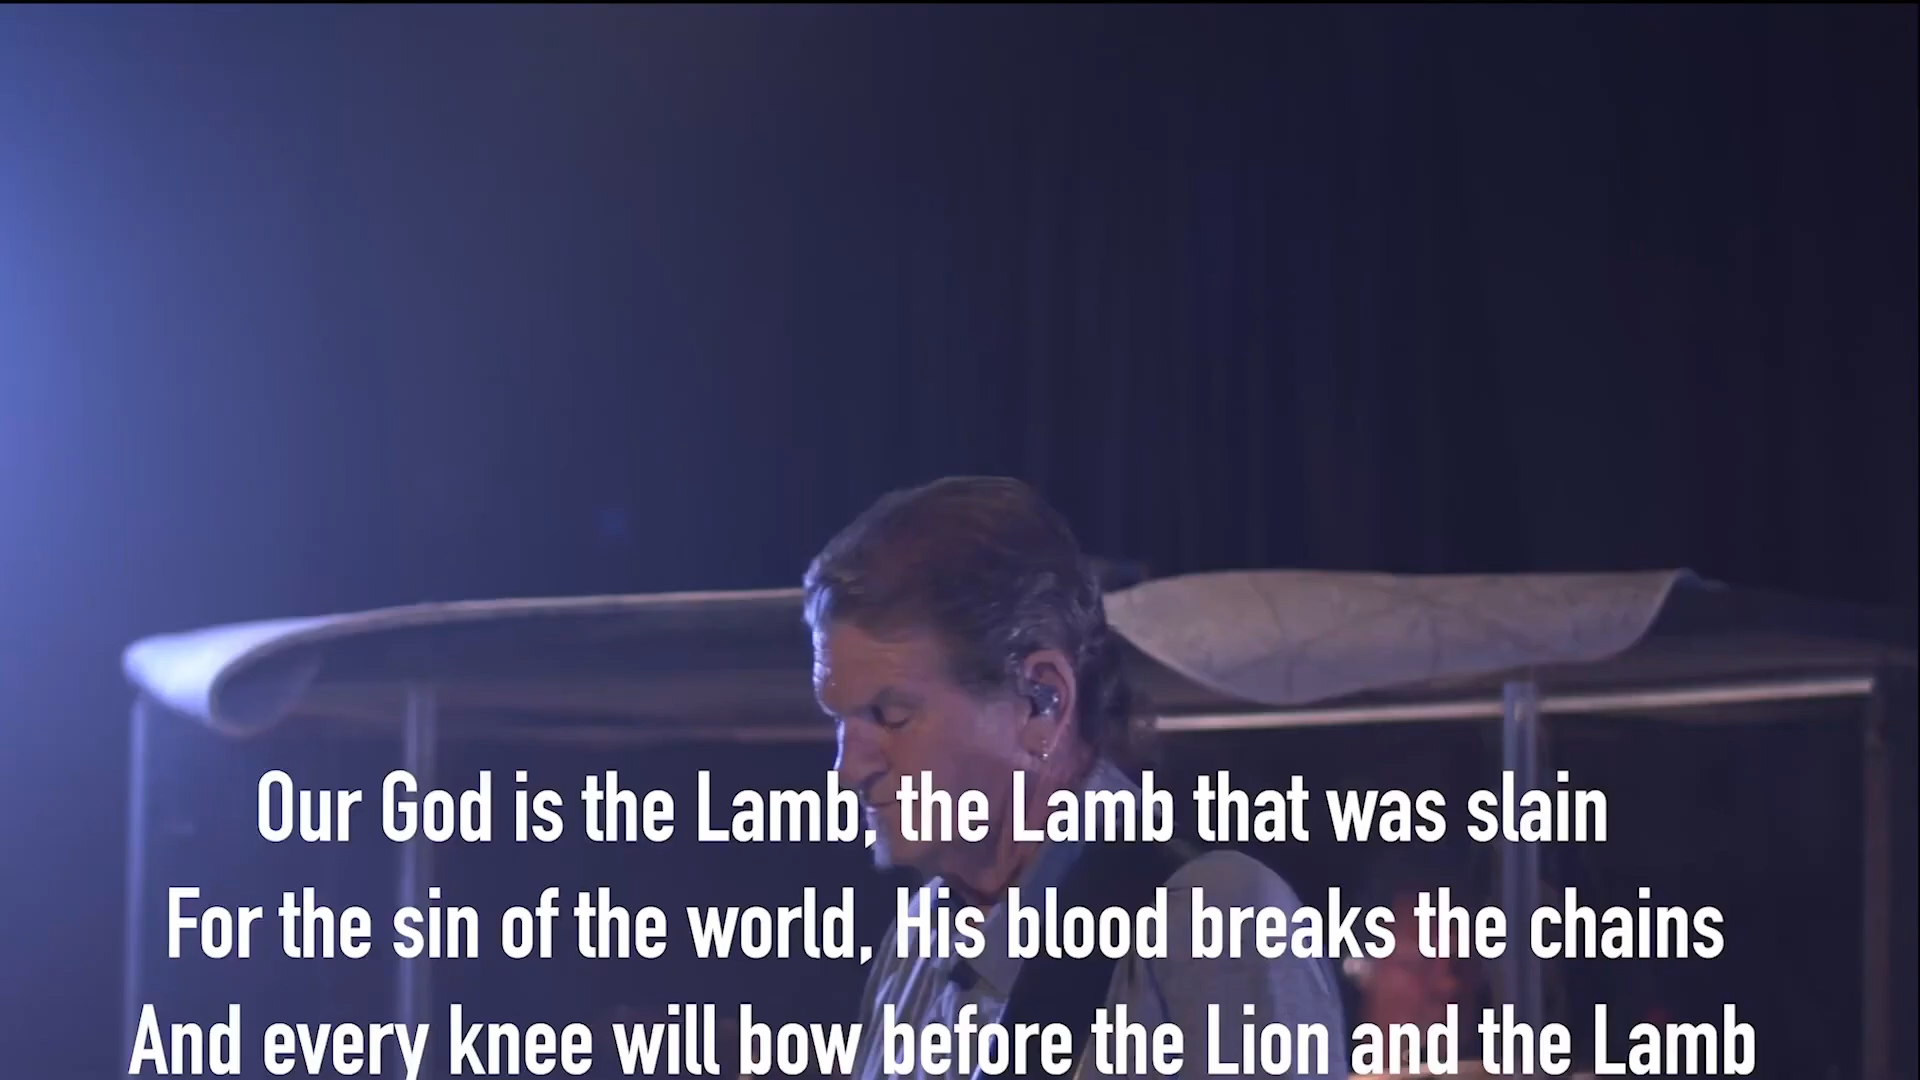 Our God is the Lamb, the Lamb that was slain
For the sin of the world, His blood breaks the chains
And every knee will bow before the Lion and the Lamb